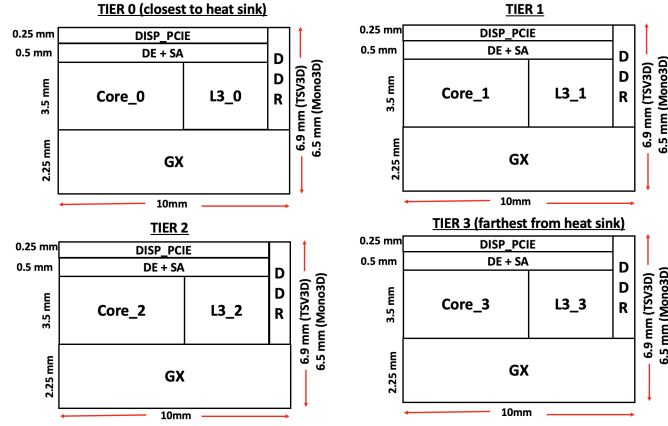 TIER 0 (closest to heat sink)
0.25 mm
DISP_PCIE
0.5 mm
DE + SA
D
D
R
3.5 mm
Core_0
L3_0
2.25 mm
GX
10mm
6.9 mm (TSV3D)
6.5 mm (Mono3D)
TIER 1
0.25 mm
DISP_PCIE
0.5 mm
DE + SA
D
D
R
3.5 mm
Core_1
L3_1
2.25 mm
GX
10mm
6.9 mm (TSV3D)
6.5 mm (Mono3D)
TIER 2
0.25 mm
DISP_PCIE
0.5 mm
DE + SA
D
D
R
3.5 mm
Core_2
L3_2
2.25 mm
GX
10mm
6.9 mm (TSV3D)
6.5 mm (Mono3D)
TIER 3 (farthest from heat sink)
0.25 mm
DISP_PCIE
0.5 mm
DE + SA
D
D
R
3.5 mm
Core_3
L3_3
2.25 mm
GX
10mm
6.9 mm (TSV3D)
6.5 mm (Mono3D)